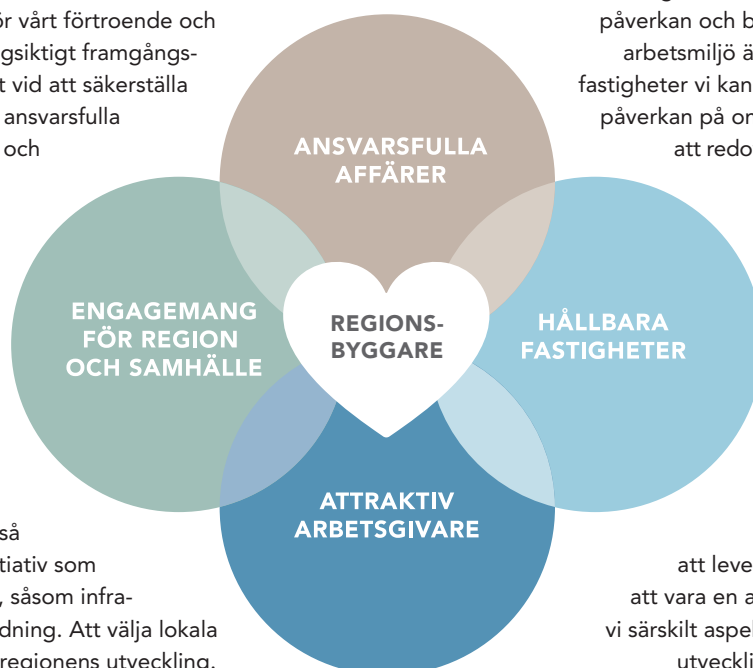 ör vårt förtroende och
gsiktigt framgångs-
t vid att säkerställa
ansvarsfulla
och
påverkan och b
arbetsmiljö ä
fastigheter vi kan
påverkan på o
att redo
ANSVARSFULLA
AFFÄRER
ENGAGEMANG
FÖR REGION
OCH SAMHÄLLE
REGIONS-
BYGGARE
HÅLLBARA
FASTIGHETER
ATTRAKTIV
ARBETSGIVARE
så
tiativ som
, såsom infra-
dning. Att välja lokala
regionens utveckling.
att leve
att vara en a
vi särskilt aspe
utveckli